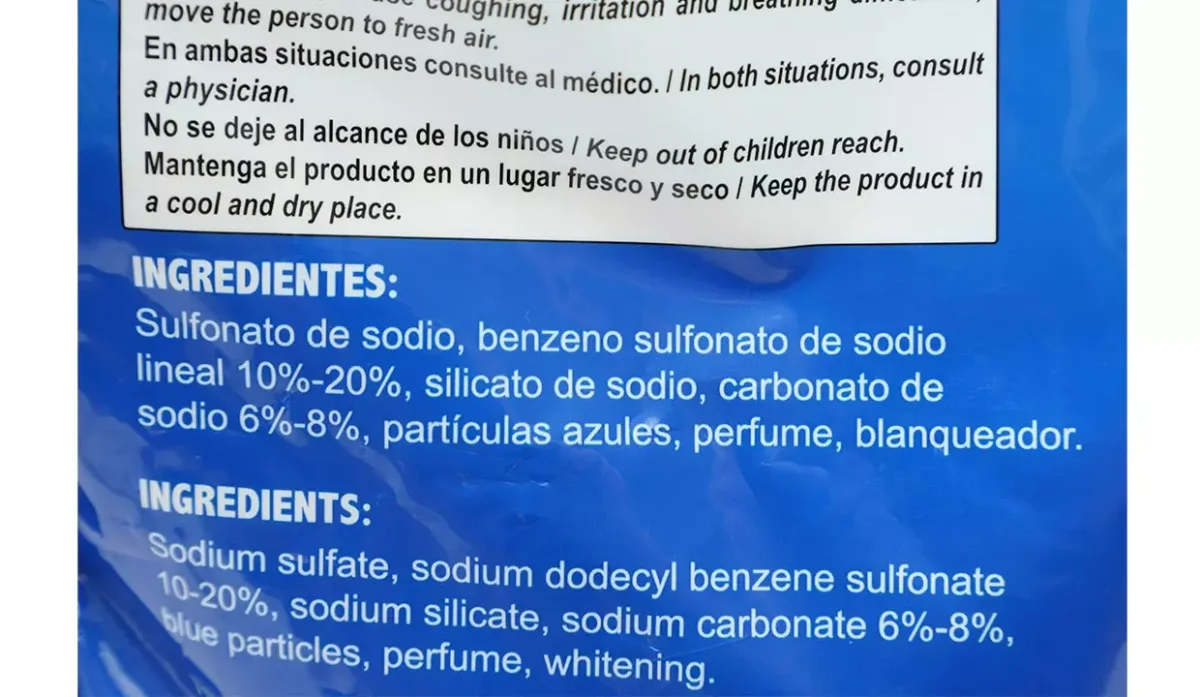 coughing, irritation and breathing
move the person to fresh air.
En ambas situaciones consulte al médico. / In both situations, consult
a physician.
No se deje al alcance de los niños / Keep out of children reach.
Mantenga el producto en un lugar fresco y seco / Keep the product in
a cool and dry place.
INGREDIENTES:
Sulfonato de sodio, benzeno sulfonato de sodio
lineal 10%-20%, silicato de sodio, carbonato de
sodio 6%-8%, partículas azules, perfume, blanqueador.
INGREDIENTS:
Sodium sulfate, sodium dodecyl benzene sulfonate
10-20%, sodium silicate, sodium carbonate 6%-8%,
blue particles, perfume, whitening.